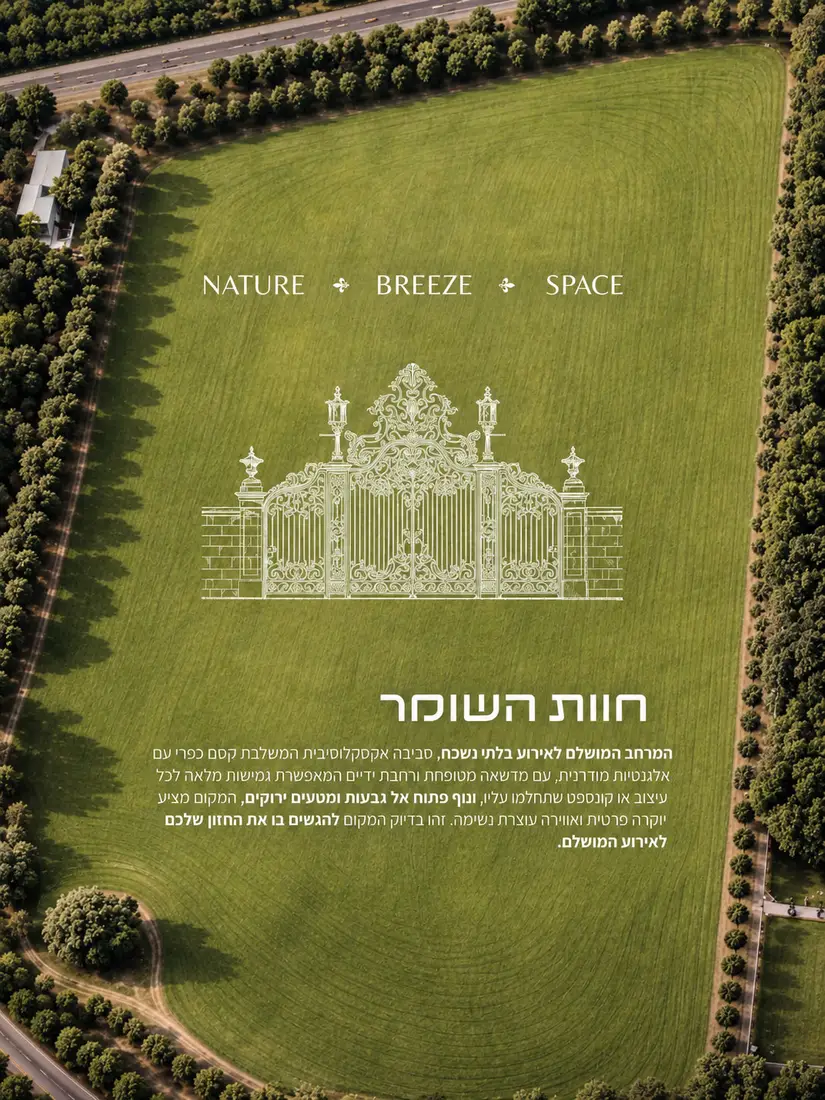 NATURE BREEZE SPACE
חוות השומר
המרחב המושלם לאירוע בלתי נשכח, סביבה אקסקלוסיבית המשלבת קסם כפרי עם
אלגנטיות מודרנית, עם מדשאה מטופחת ורחבת ידיים המאפשרת גמישות מלאה לכל
עיצוב או קונספט שתחלמו עליו, ונוף פתוח אל גבעות ומטעים ירוקים, המקום מציע
יוקרה פרטית ואווירה עוצרת נשימה. זהו בדיוק המקום להגשים בו את החזון שלכם
לאירוע המושלם.